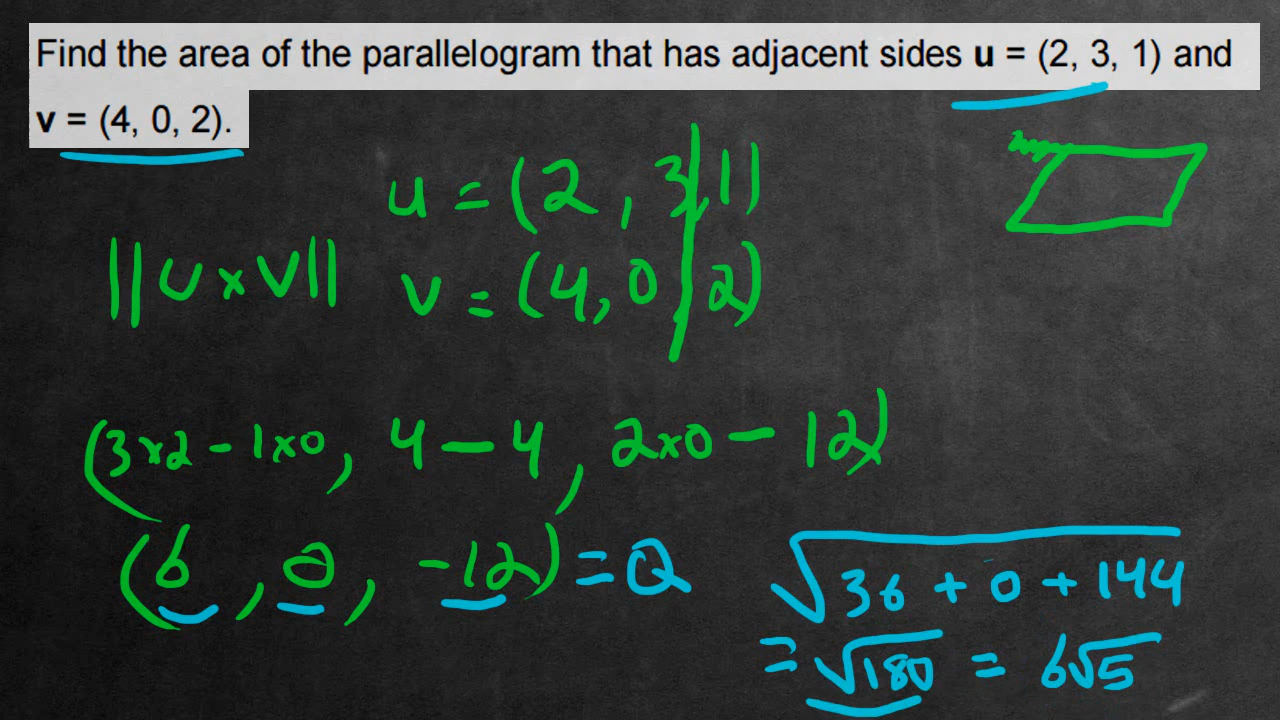 Find the area of the parallelogram that has adjacent sides u = (2, 3, 1) and
v = (4, 0, 2).
u = (2, 3, 1)
||U×V||
v = (4, 0, 2)
(3×2 - 1×0, 4 - 4, 2×0 - 12)
(6, 0, -12) = Q
√36 + 0 + 144
= √180 = 6√5